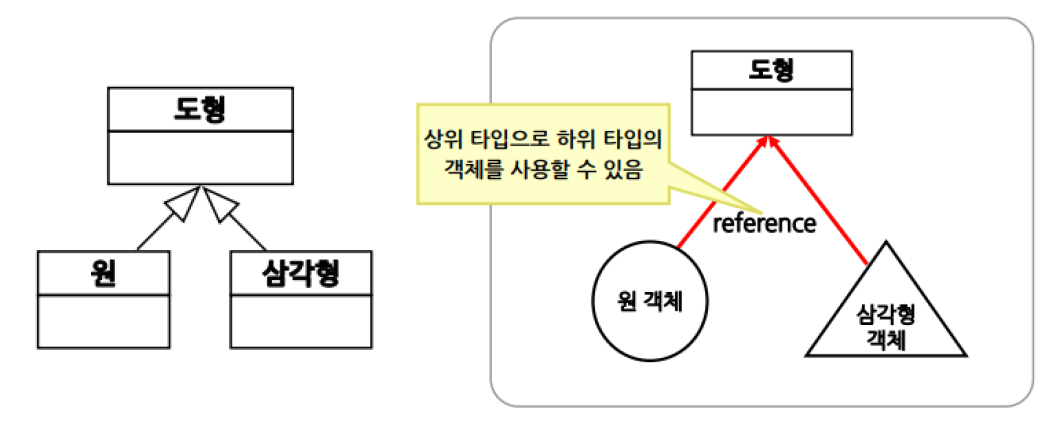 도형
원
삼각형
도형
상위 타입으로 하위 타입의
객체를 사용할 수 있음
reference
원 객체
삼각형
객체